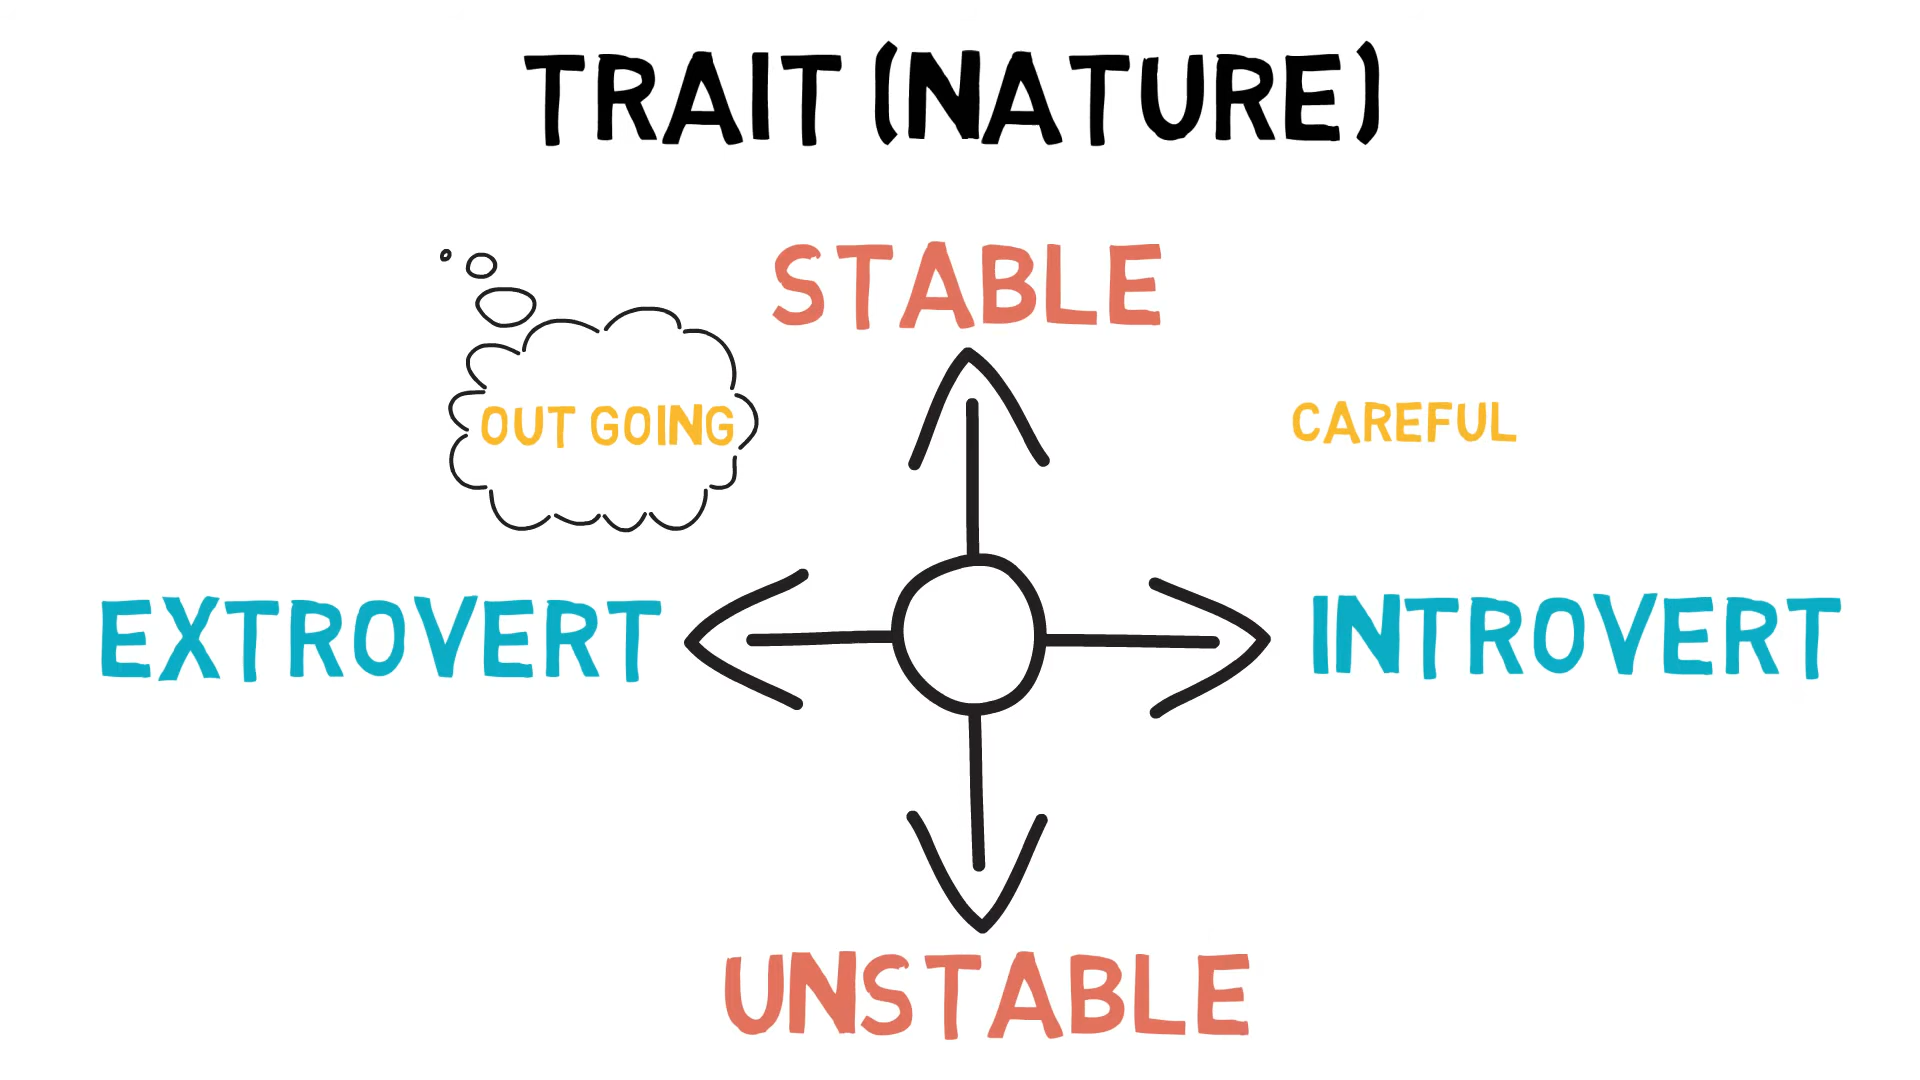 TRAIT (NATURE)
STABLE
OUT GOING
CAREFUL
EXTROVERT
INTROVERT
UNSTABLE